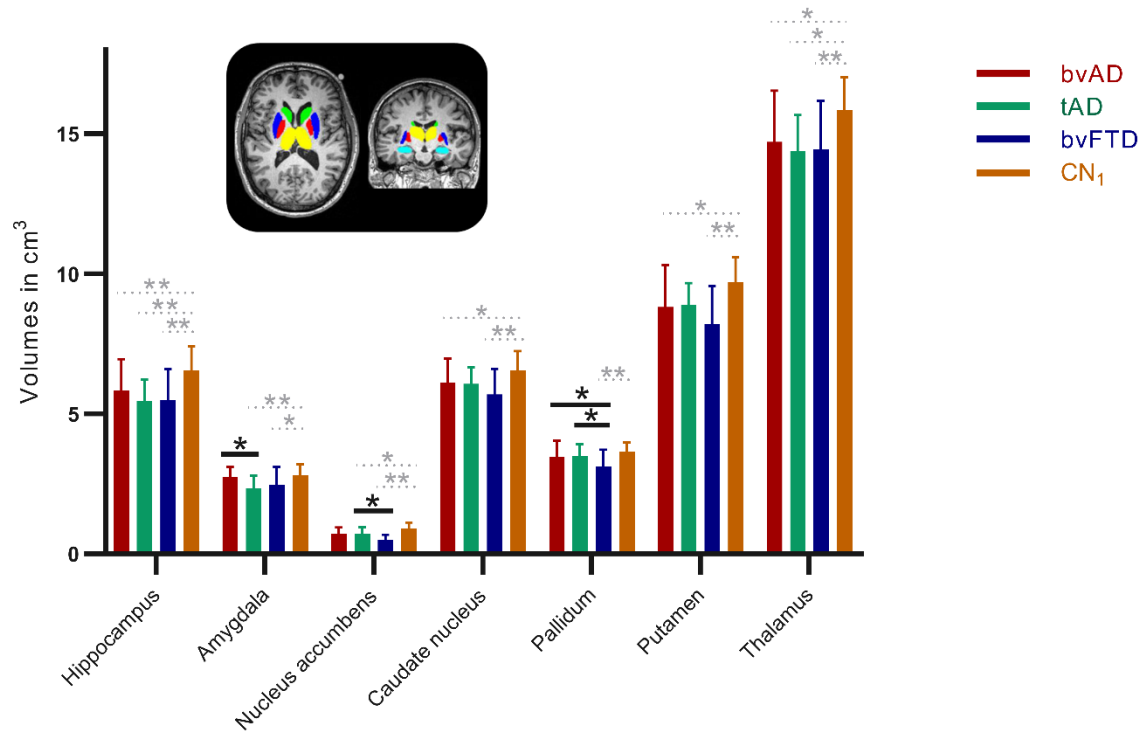 *
*
**
bvAD
tAD
bvFTD
CN₁
15
*
**
Volumes in cm³
10
**
**
**
*
**
**
*
**
*
*
*
*
**
*
5
*
0
Hippocampus
Amygdala
Nucleus accumbens
Caudate nucleus
Pallidum
Putamen
Thalamus